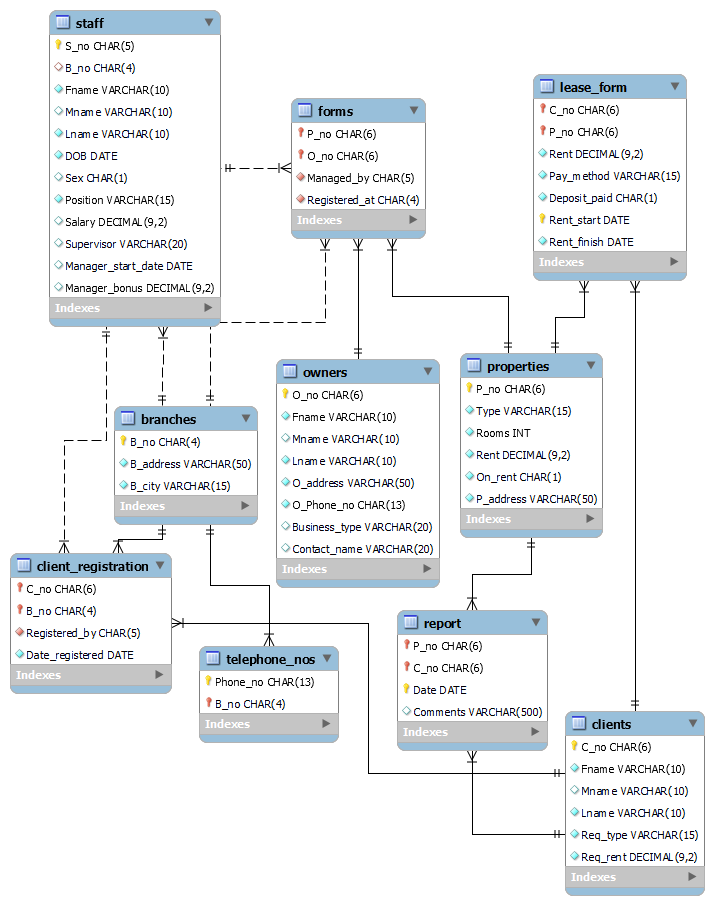 staff
S_no CHAR(5)
B_no CHAR(4)
Fname VARCHAR(10)
Mname VARCHAR(10)
Lname VARCHAR(10)
DOB DATE
Sex CHAR(1)
Position VARCHAR(15)
Salary DECIMAL(9,2)
Supervisor VARCHAR(20)
Manager_start_date DATE
Manager_bonus DECIMAL(9,2)
Indexes
forms
P_no CHAR(6)
O_no CHAR(6)
Managed_by CHAR(5)
Registered_at CHAR(4)
Indexes
lease_form
C_no CHAR(6)
P_no CHAR(6)
Rent DECIMAL(9,2)
Pay_method VARCHAR(15)
Deposit_paid CHAR(1)
Rent_start DATE
Rent_finish DATE
Indexes
branches
B_no CHAR(4)
B_address VARCHAR(50)
B_city VARCHAR(15)
Indexes
owners
O_no CHAR(6)
Fname VARCHAR(10)
Mname VARCHAR(10)
Lname VARCHAR(10)
O_address VARCHAR(50)
O_Phone_no CHAR(13)
Business_type VARCHAR(20)
Contact_name VARCHAR(20)
Indexes
properties
P_no CHAR(6)
Type VARCHAR(15)
Rooms INT
Rent DECIMAL(9,2)
On_rent CHAR(1)
P_address VARCHAR(50)
Indexes
client_registration
C_no CHAR(6)
B_no CHAR(4)
Registered_by CHAR(5)
Date_registered DATE
Indexes
telephone_nos
Phone_no CHAR(13)
B_no CHAR(4)
Indexes
report
P_no CHAR(6)
C_no CHAR(6)
Date DATE
Comments VARCHAR(500)
Indexes
clients
C_no CHAR(6)
Fname VARCHAR(10)
Mname VARCHAR(10)
Lname VARCHAR(10)
Req_type VARCHAR(15)
Req_rent DECIMAL(9,2)
Indexes